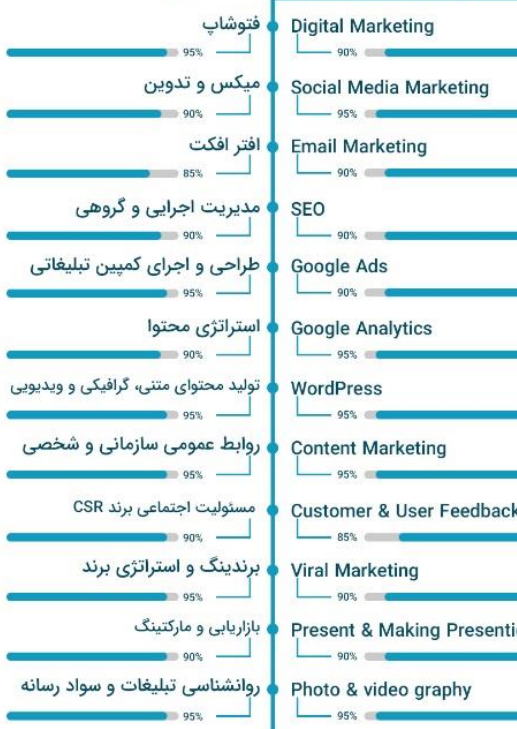 فتوشاپ
95%
میکس و تدوین
90%
افتر افکت
85%
مدیریت اجرایی و گروهی
90%
طراحی و اجرای کمپین تبلیغاتی
95%
استراتژی محتوا
90%
تولید محتوای متنی، گرافیکی و ویدیویی
95%
روابط عمومی سازمانی و شخصی
95%
مسئولیت اجتماعی برند CSR
90%
برندینگ و استراتژی برند
95%
بازاریابی و مارکتینگ
90%
روانشناسی تبلیغات و سواد رسانه
95%
Digital Marketing
90%
Social Media Marketing
95%
Email Marketing
90%
SEO
90%
Google Ads
90%
Google Analytics
95%
WordPress
95%
Content Marketing
95%
Customer & User Feedback
85%
Viral Marketing
90%
Present & Making Presenti
90%
Photo & video graphy
95%